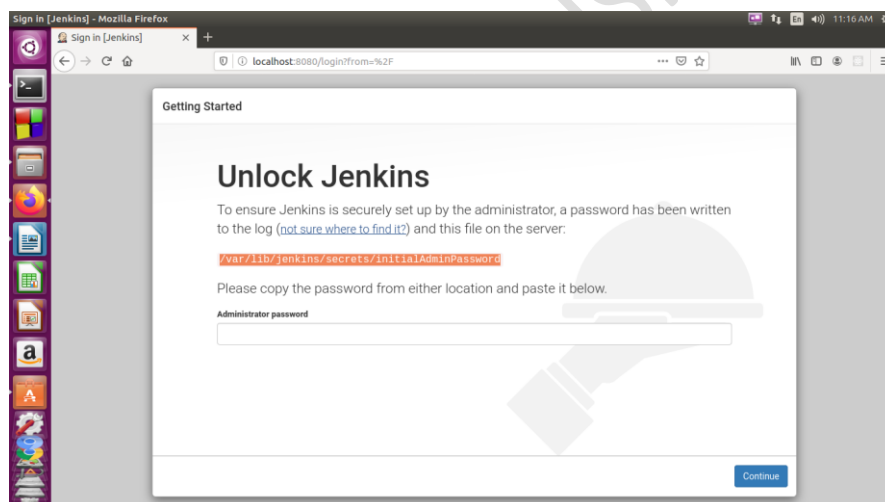 Sign in [Jenkins] - Mozilla Firefox
En
11:16 AM
Sign in [Jenkins]
localhost:8080/login?from=%2F
Getting Started
Unlock Jenkins
To ensure Jenkins is securely set up by the administrator, a password has been written
to the log (not sure where to find it?) and this file on the server:
/var/lib/jenkins/secrets/initialAdminPassword
Please copy the password from either location and paste it below.
Administrator password
Continue